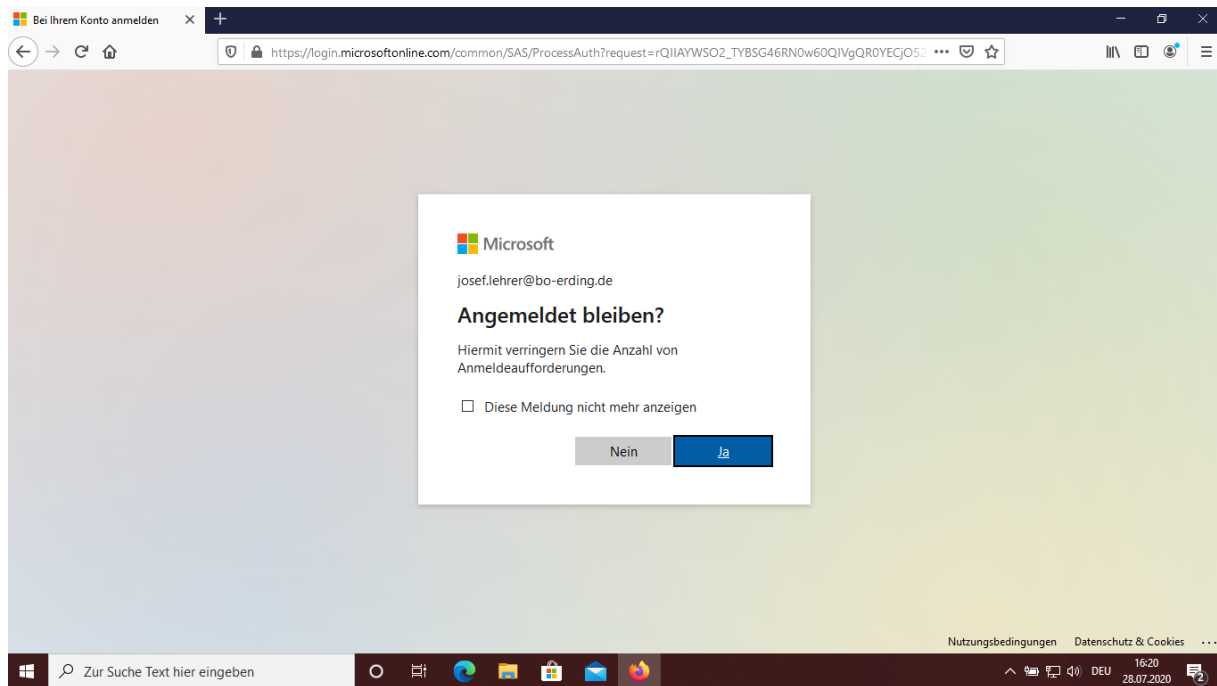 Bei Ihrem Konto anmelden
https://login.microsoftonline.com/common/SAS/ProcessAuth?request=rQIIAYWSO2_TYBSG46RN0w60QIVgQR0YECjO52
Microsoft
josef.lehrer@bo-erding.de
Angemeldet bleiben?
Hiermit verringern Sie die Anzahl von
Anmeldeaufforderungen.
Diese Meldung nicht mehr anzeigen
Nein Ja
Nutzungsbedingungen Datenschutz & Cookies ...
Zur Suche Text hier eingeben
DEU
16:20
28.07.2020
2